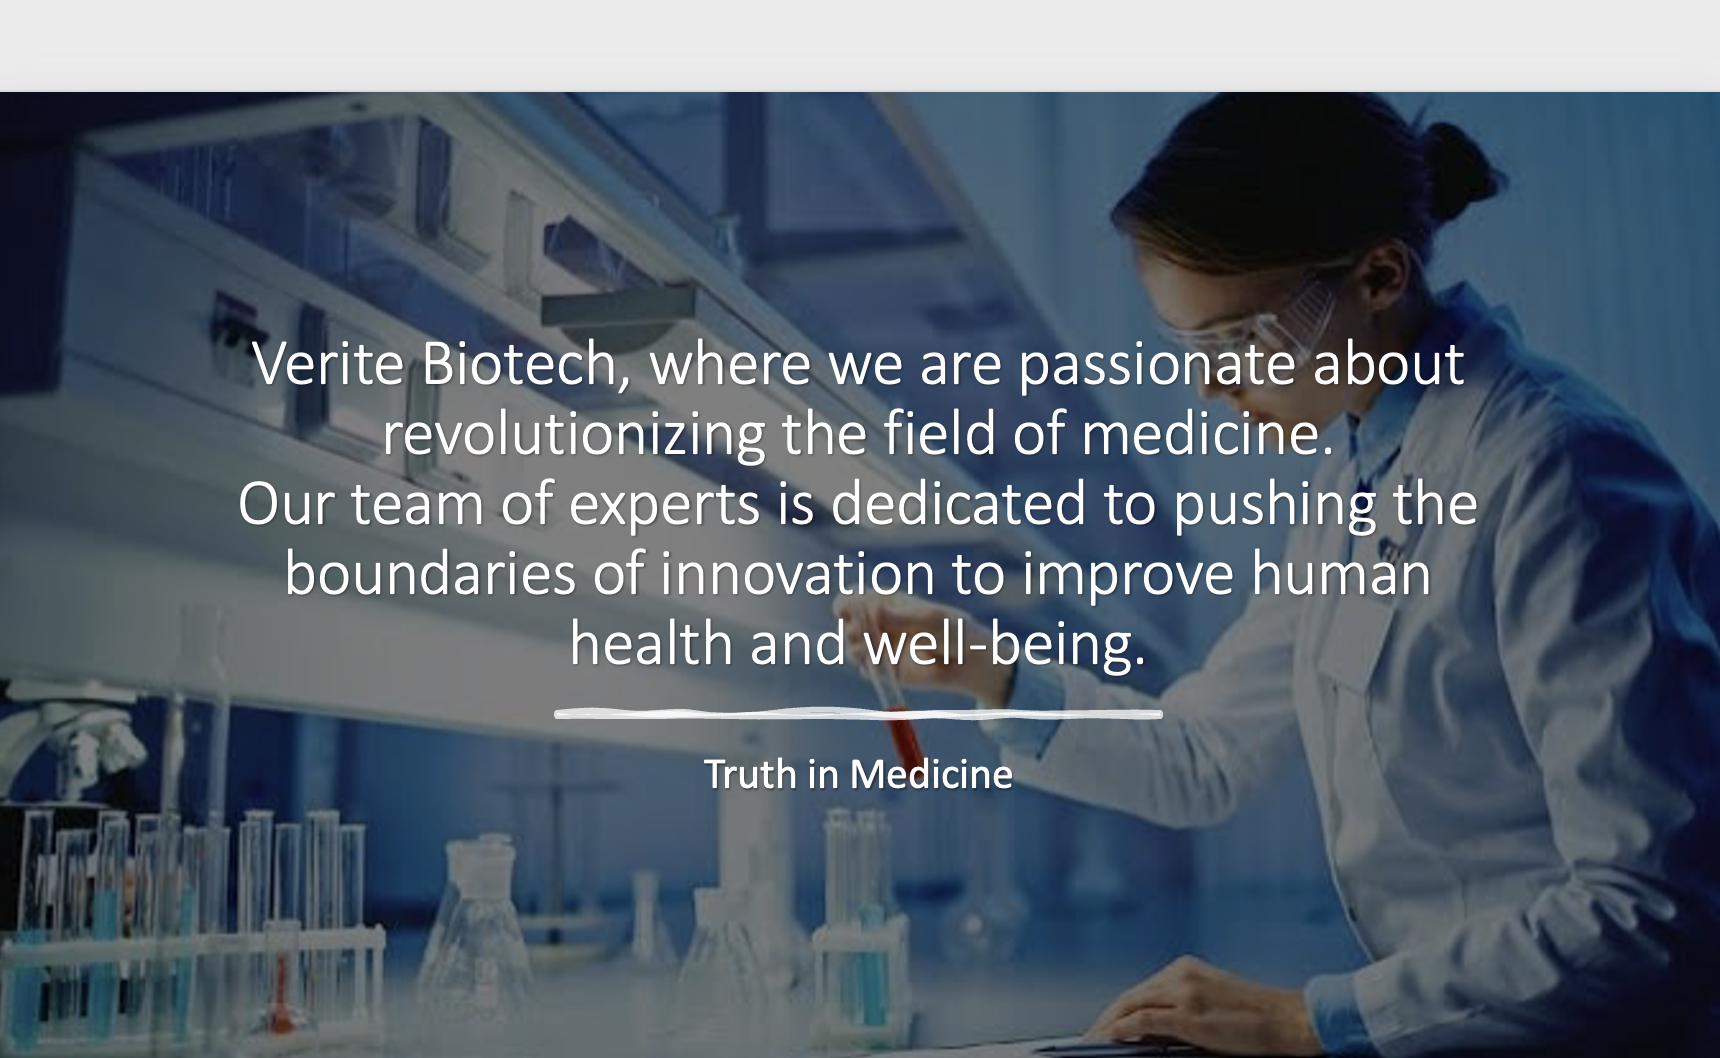 Verite Biotech, where we are passionate about
revolutionizing the field of medicine.
Our team of experts is dedicated to pushing the
boundaries of innovation to improve human
health and well-being.
Truth in Medicine